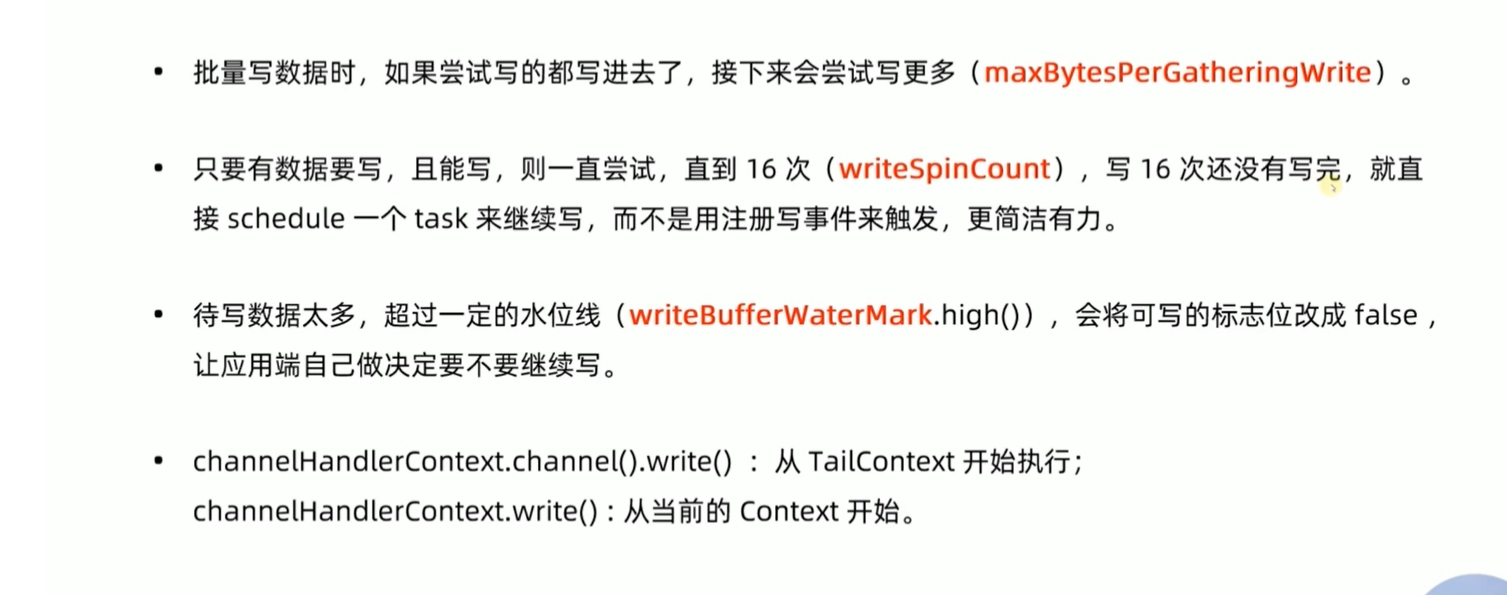 • 批量写数据时，如果尝试写的都写进去了，接下来会尝试写更多（maxBytesPerGatheringWrite）。
• 只要有数据要写，且能写，则一直尝试，直到 16 次（writeSpinCount），写 16 次还没有写完，就直
接 schedule 一个 task 来继续写，而不是用注册写事件来触发，更简洁有力。
• 待写数据太多，超过一定的水位线（writeBufferWaterMark.high()），会将可写的标志位改成 false，
让应用端自己做决定要不要继续写。
• channelHandlerContext.channel().write() ：从 TailContext 开始执行；
channelHandlerContext.write() : 从当前的 Context 开始。